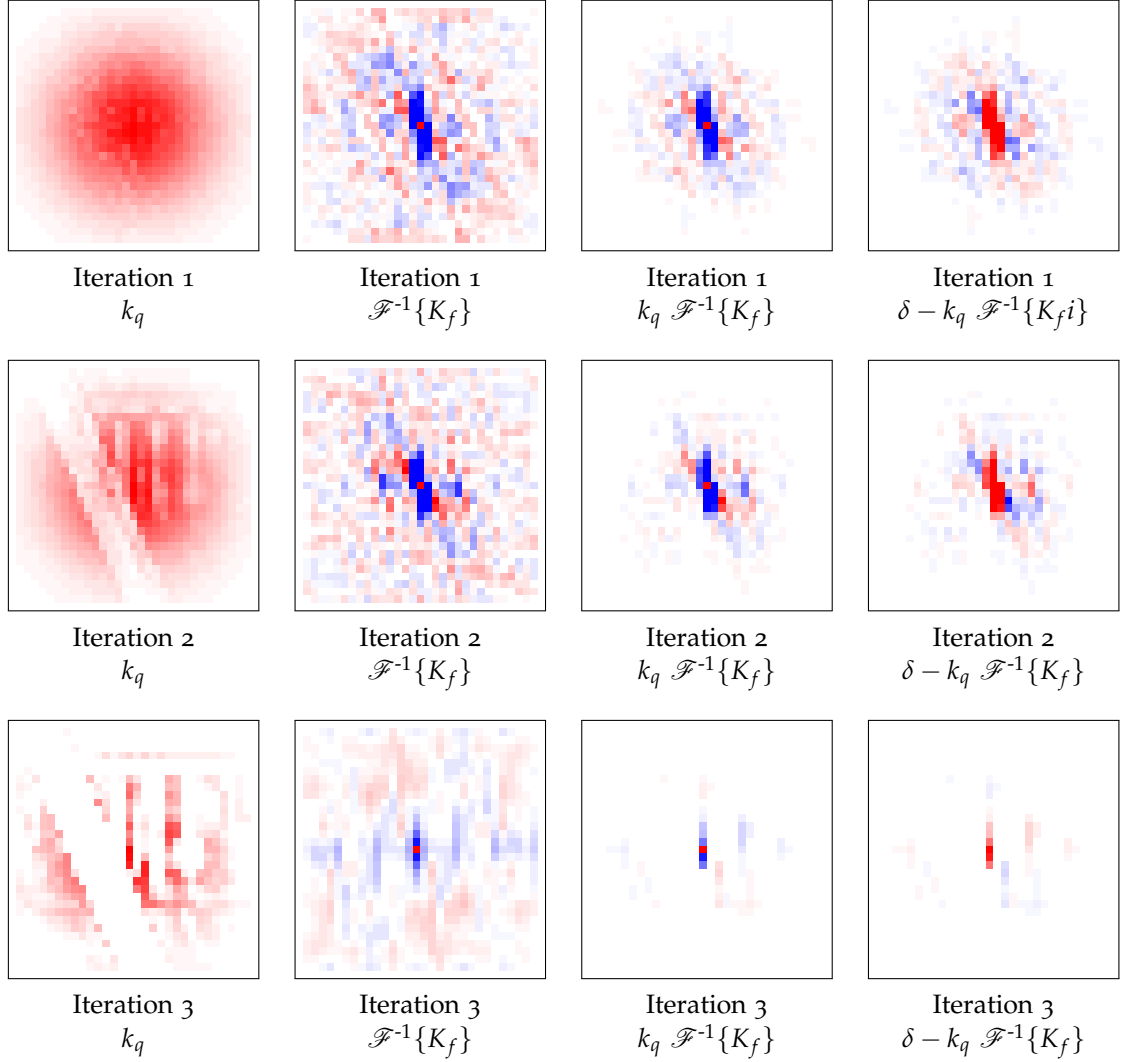 Iteration 1 Iteration 1 Iteration 1 Iteration 1
k_q ℱ⁻¹{K_f} k_q ℱ⁻¹{K_f} δ − k_q ℱ⁻¹{K_f i}
Iteration 2 Iteration 2 Iteration 2 Iteration 2
k_q ℱ⁻¹{K_f} k_q ℱ⁻¹{K_f} δ − k_q ℱ⁻¹{K_f}
Iteration 3 Iteration 3 Iteration 3 Iteration 3
k_q ℱ⁻¹{K_f} k_q ℱ⁻¹{K_f} δ − k_q ℱ⁻¹{K_f}